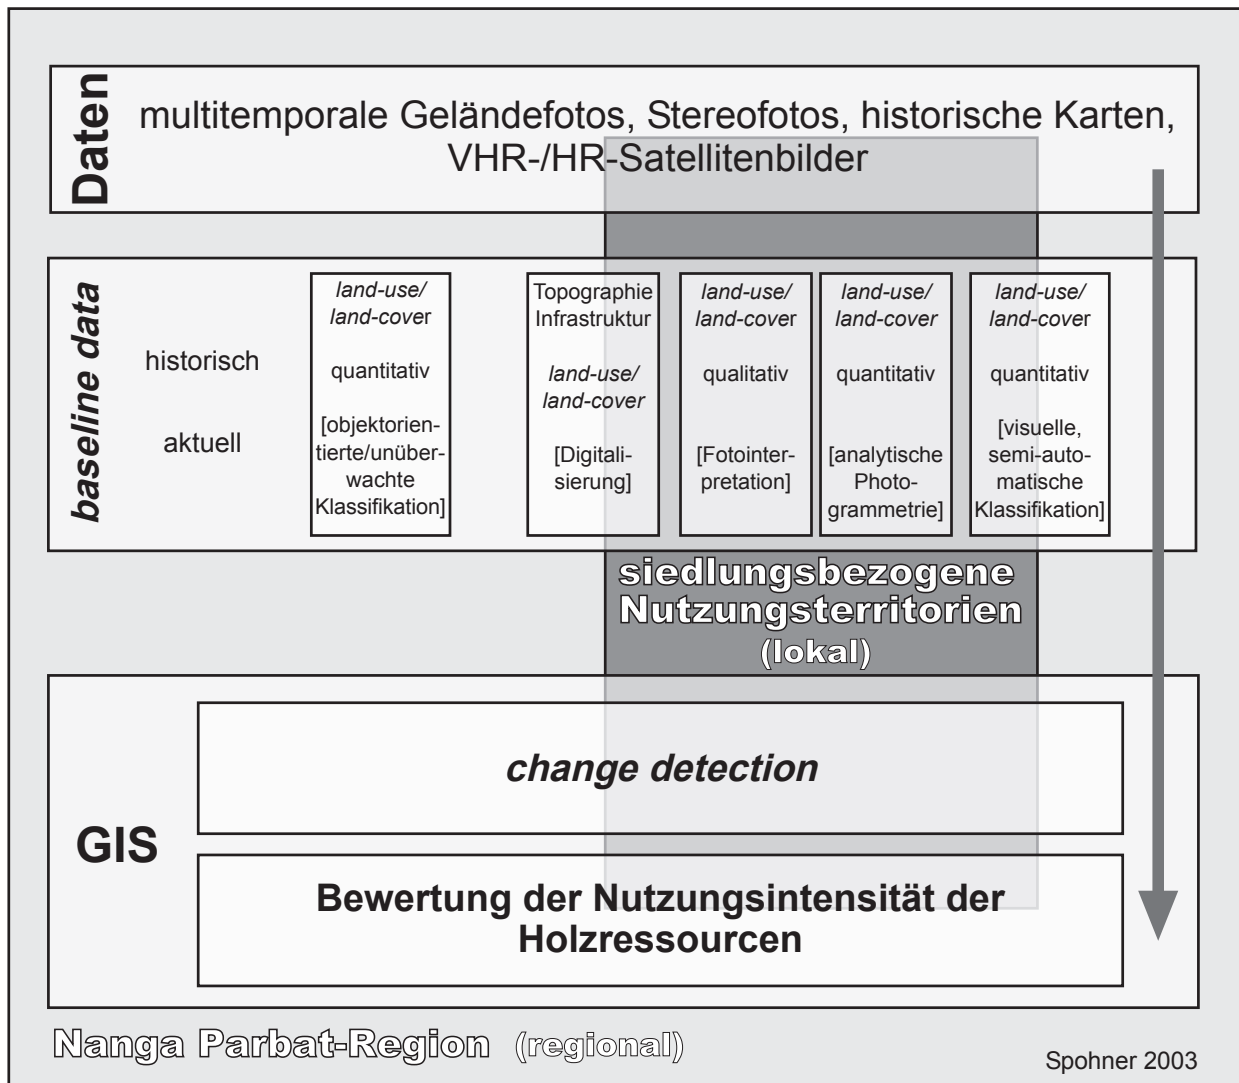 Daten
multitemporale Geländefotos, Stereofotos, historische Karten,
VHR-/HR-Satellitenbilder
baseline data
historisch
aktuell
land-use/
land-cover
quantitativ
[objektorien-
tierte/unüber-
wachte
Klassifikation]
Topographie
Infrastruktur
land-use/
land-cover
[Digitali-
sierung]
land-use/
land-cover
qualitativ
[Fotointer-
pretation]
land-use/
land-cover
quantitativ
[analytische
Photo-
grammetrie]
land-use/
land-cover
quantitativ
[visuelle,
semi-auto-
matische
Klassifikation]
siedlungsbezogene
Nutzungsterritorien
(lokal)
GIS
change detection
Bewertung der Nutzungsintensität der
Holzressourcen
Nanga Parbat-Region (regional)
Spohner 2003